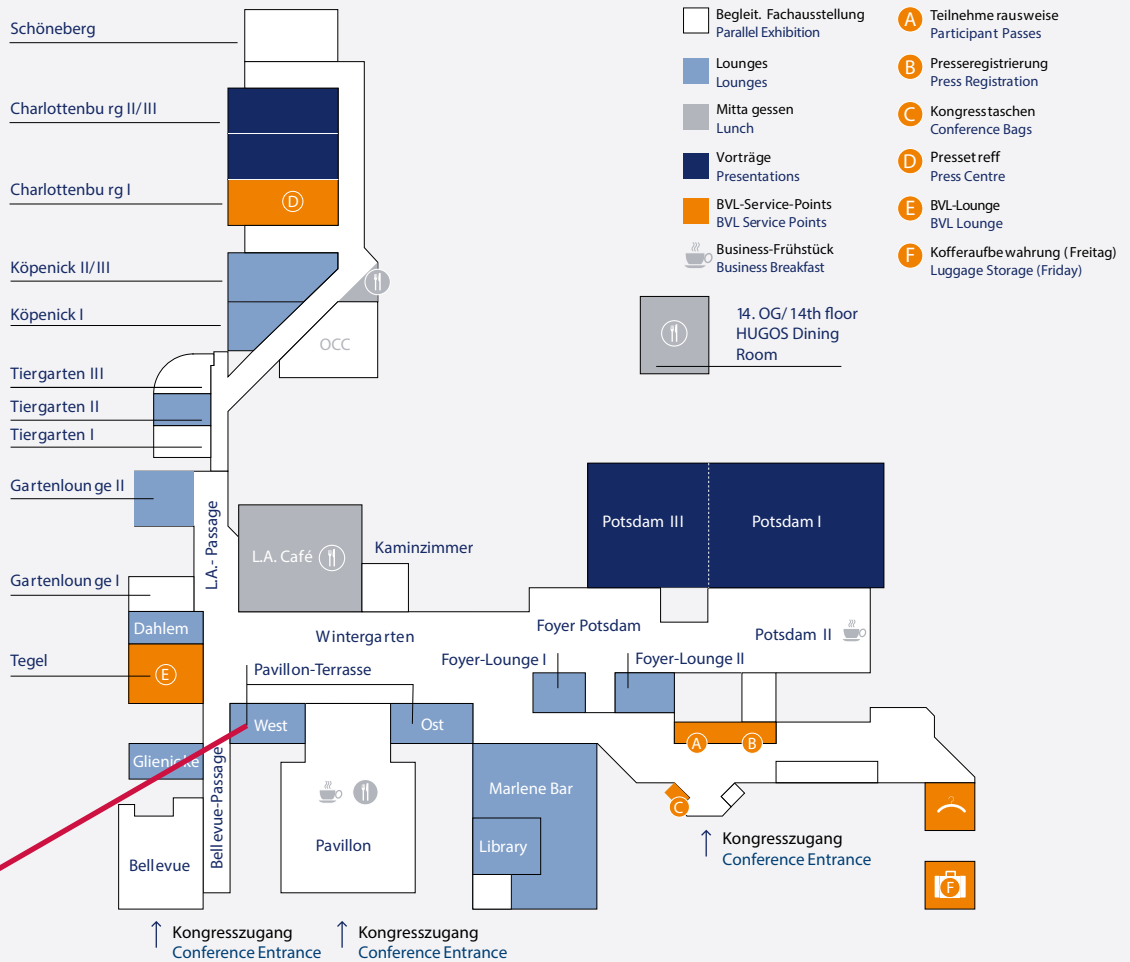 Schöneberg
Charlottenbu rg II/III
Charlottenbu rg I
Köpenick II/III
Köpenick I
Tiergarten III
Tiergarten II
Tiergarten I
Gartenloun ge II
Gartenloun ge I
Tegel
D
OCC
L.A.- Passage
L.A. Café
Kaminzimmer
Dahlem
E
Wintergarten
Pavillon-Terrasse
West
Ost
Glienicke
Bellevue-Passage
Bellevue
Pavillon
Marlene Bar
Library
Foyer-Lounge I
Foyer-Lounge II
Foyer Potsdam
Potsdam III
Potsdam I
Potsdam II
A
B
C
F
Kongresszugang
Conference Entrance
Kongresszugang
Conference Entrance
Kongresszugang
Conference Entrance
Begleit. Fachausstellung
Parallel Exhibition
Lounges
Lounges
Mitta gessen
Lunch
Vorträge
Presentations
BVL-Service-Points
BVL Service Points
Business-Frühstück
Business Breakfast
A
Teilnehme rausweise
Participant Passes
B
Presseregistrierung
Press Registration
C
Kongresstaschen
Conference Bags
D
Presset reff
Press Centre
E
BVL-Lounge
BVL Lounge
F
Kofferaufbe wahrung (Freitag)
Luggage Storage (Friday)
14. OG/ 14th floor
HUGOS Dining
Room